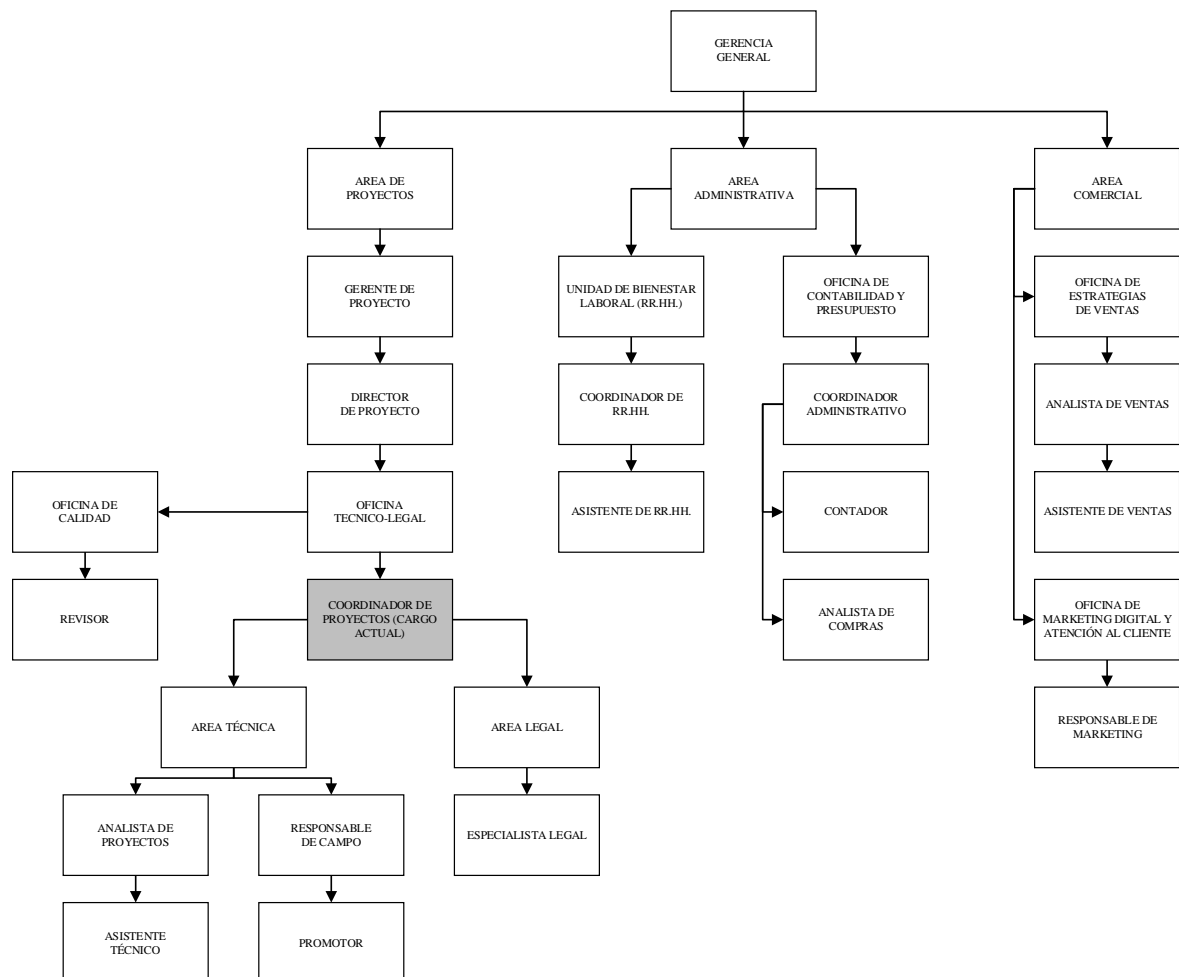 GERENCIA
GENERAL
AREA DE
PROYECTOS
AREA
ADMINISTRATIVA
AREA
COMERCIAL
GERENTE DE
PROYECTO
UNIDAD DE BIENESTAR
LABORAL (RR.HH.)
OFICINA DE
CONTABILIDAD Y
PRESUPUESTO
OFICINA DE
ESTRATEGIAS
DE VENTAS
DIRECTOR
DE PROYECTO
COORDINADOR DE
RR.HH.
COORDINADOR
ADMINISTRATIVO
ANALISTA DE VENTAS
OFICINA DE
CALIDAD
OFICINA
TECNICO-LEGAL
ASISTENTE DE RR.HH.
CONTADOR
ASISTENTE DE VENTAS
REVISOR
COORDINADOR DE
PROYECTOS (CARGO
ACTUAL)
ANALISTA DE
COMPRAS
OFICINA DE
MARKETING DIGITAL Y
ATENCIÓN AL CLIENTE
AREA TÉCNICA
AREA LEGAL
RESPONSABLE DE
MARKETING
ANALISTA DE
PROYECTOS
RESPONSABLE
DE CAMPO
ESPECIALISTA LEGAL
ASISTENTE
TÉCNICO
PROMOTOR